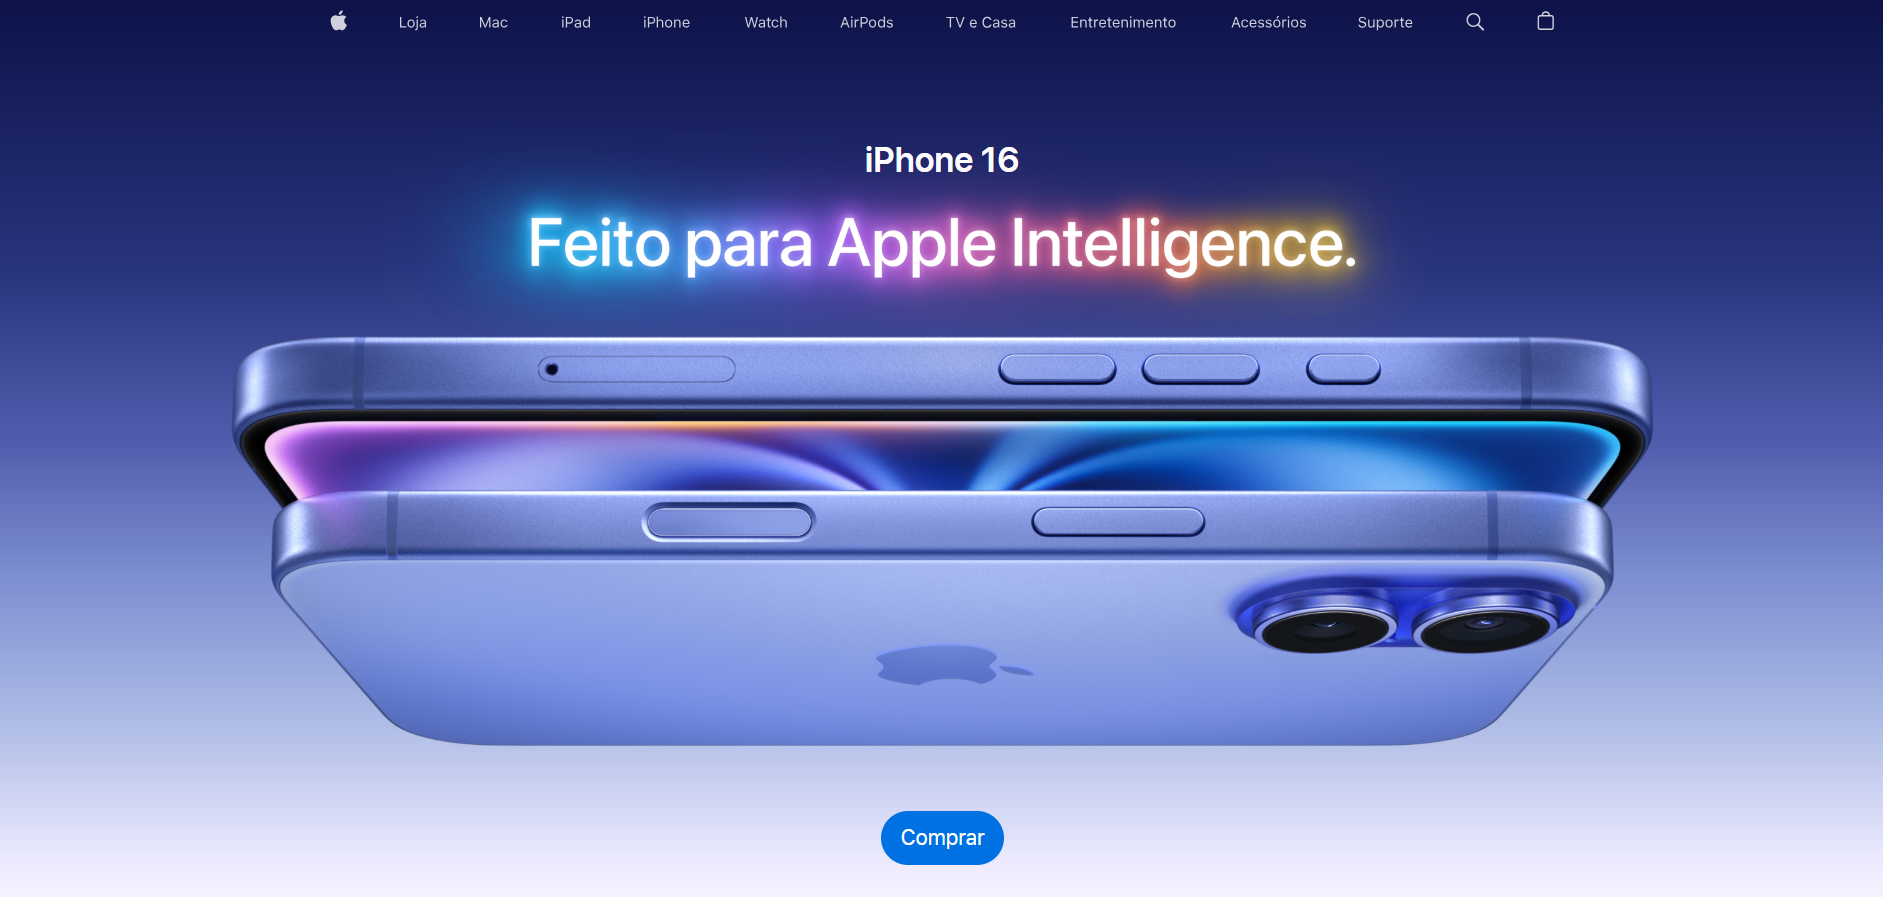 Loja Mac iPad iPhone Watch AirPods TV e Casa Entretenimento Acessórios Suporte
iPhone 16
Feito para Apple Intelligence.
Comprar